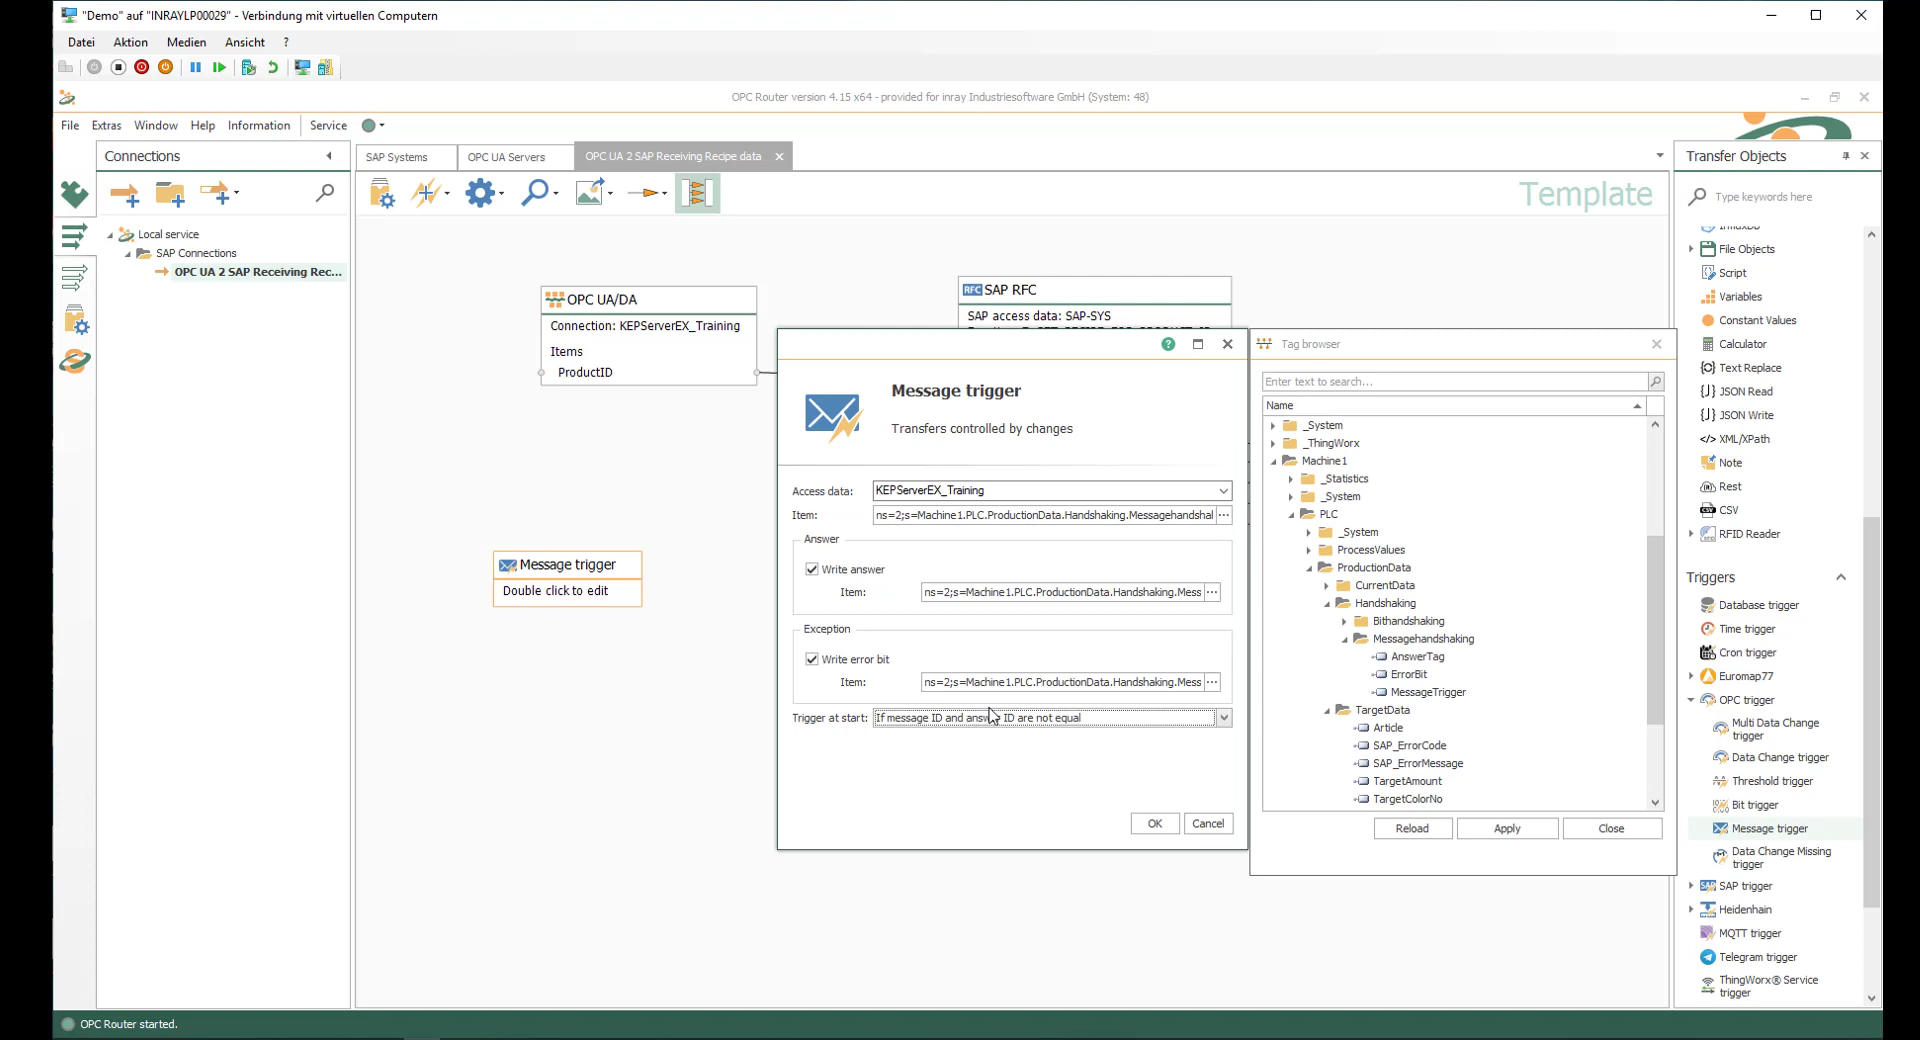 "Demo" auf "INRAYLP00029" - Verbindung mit virtuellen Computern
Datei Aktion Medien Ansicht ?
OPC Router version 4.15 x64 - provided for inray Industriesoftware GmbH (System: 48)
File Extras Window Help Information Service
Connections
Local service
SAP Connections
OPC UA 2 SAP Receiving Rec...
SAP Systems OPC UA Servers OPC UA 2 SAP Receiving Recipe data
Template
OPC UA/DA
Connection: KEPServerEX_Training
Items
ProductID
RFC SAP RFC
SAP access data: SAP-SYS
Message trigger
Double click to edit
Message trigger
Transfers controlled by changes
Access data: KEPServerEX_Training
Item: ns=2;s=Machine1.PLC.ProductionData.Handshaking.Messagehandshal ...
Answer
Write answer
Item: ns=2;s=Machine1.PLC.ProductionData.Handshaking.Mess ...
Exception
Write error bit
Item: ns=2;s=Machine1.PLC.ProductionData.Handshaking.Mess ...
Trigger at start: If message ID and answer ID are not equal
OK Cancel
Tag browser
Enter text to search...
Name
_System
_ThingWorx
Machine1
_Statistics
_System
PLC
_System
ProcessValues
ProductionData
CurrentData
Handshaking
Bithandshaking
Messagehandshaking
AnswerTag
ErrorBit
MessageTrigger
TargetData
Article
SAP_ErrorCode
SAP_ErrorMessage
TargetAmount
TargetColorNo
Reload Apply Close
Transfer Objects
Type keywords here
InfluxDB
File Objects
Script
Variables
Constant Values
Calculator
Text Replace
JSON Read
JSON Write
XML/XPath
Note
Rest
CSV
RFID Reader
Triggers
Database trigger
Time trigger
Cron trigger
Euromap77
OPC trigger
Multi Data Change
trigger
Data Change trigger
Threshold trigger
Bit trigger
Message trigger
Data Change Missing
trigger
SAP trigger
Heidenhain
MQTT trigger
Telegram trigger
ThingWorx® Service
trigger
OPC Router started.